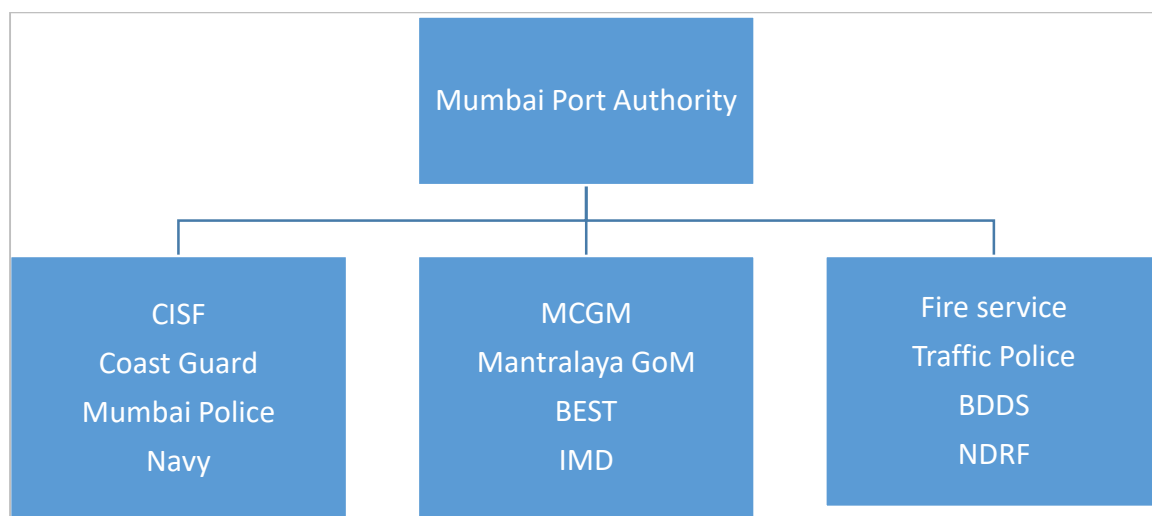 Mumbai Port Authority
CISF
Coast Guard
Mumbai Police
Navy
MCGM
Mantralaya GoM
BEST
IMD
Fire service
Traffic Police
BDDS
NDRF